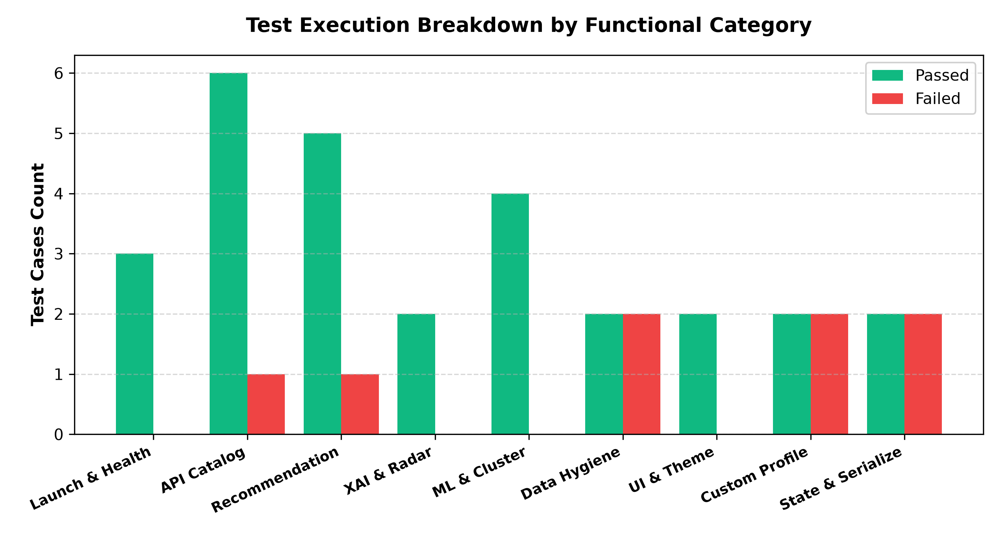 Test Execution Breakdown by Functional Category
Passed
Failed
Test Cases Count
6
5
4
3
2
1
0
Launch & Health
API Catalog
Recommendation
XAI & Radar
ML & Cluster
Data Hygiene
UI & Theme
Custom Profile
State & Serialize